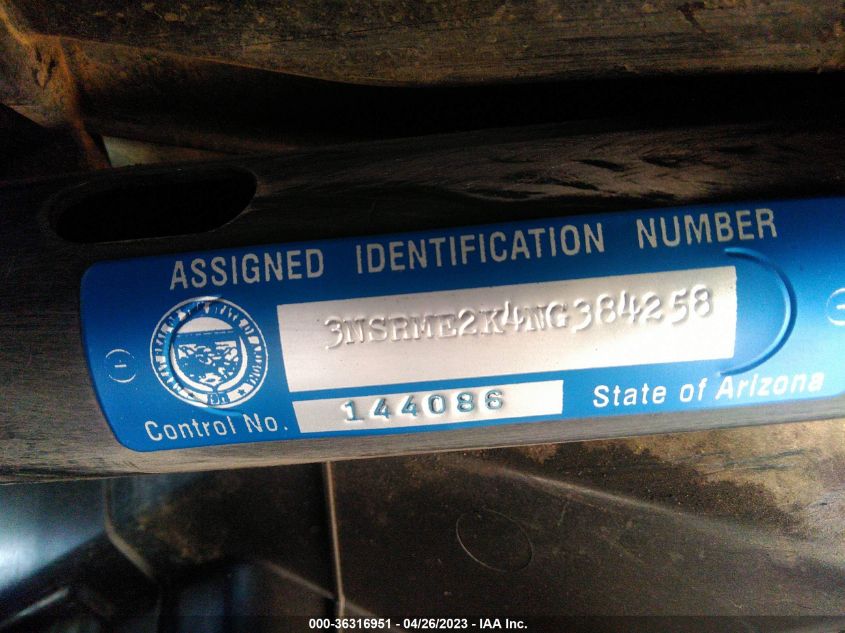 ASSIGNED IDENTIFICATION NUMBER
3NSRME2K4NG384258
Control No. 144086 State of Arizona
000-36316951 - 04/26/2023 - IAA Inc.